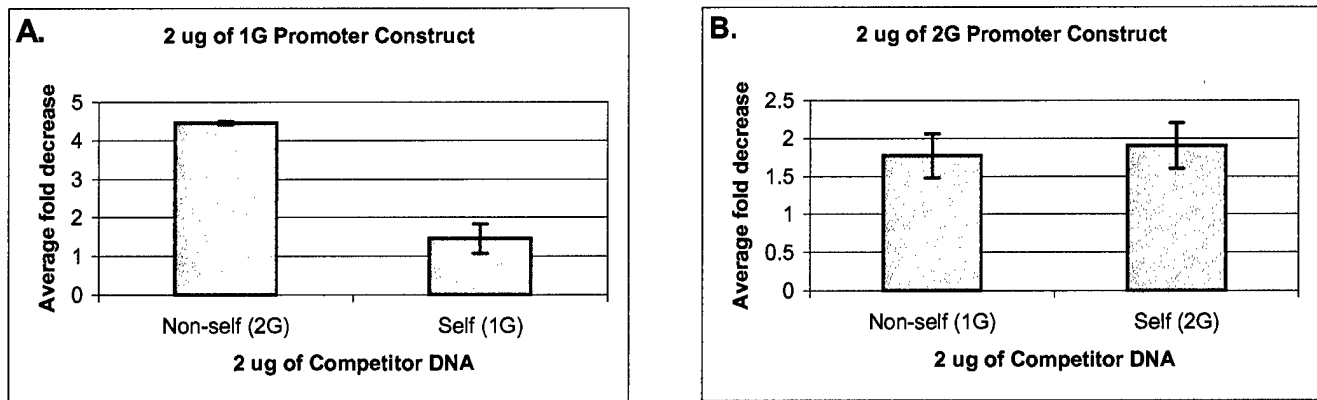 A.
2 ug of 1G Promoter Construct
Average fold decrease
5
4
3
2
1
0
Non-self (2G)
Self (1G)
2 ug of Competitor DNA
B.
2 ug of 2G Promoter Construct
Average fold decrease
2.5
2
1.5
1
0.5
0
Non-self (1G)
Self (2G)
2 ug of Competitor DNA